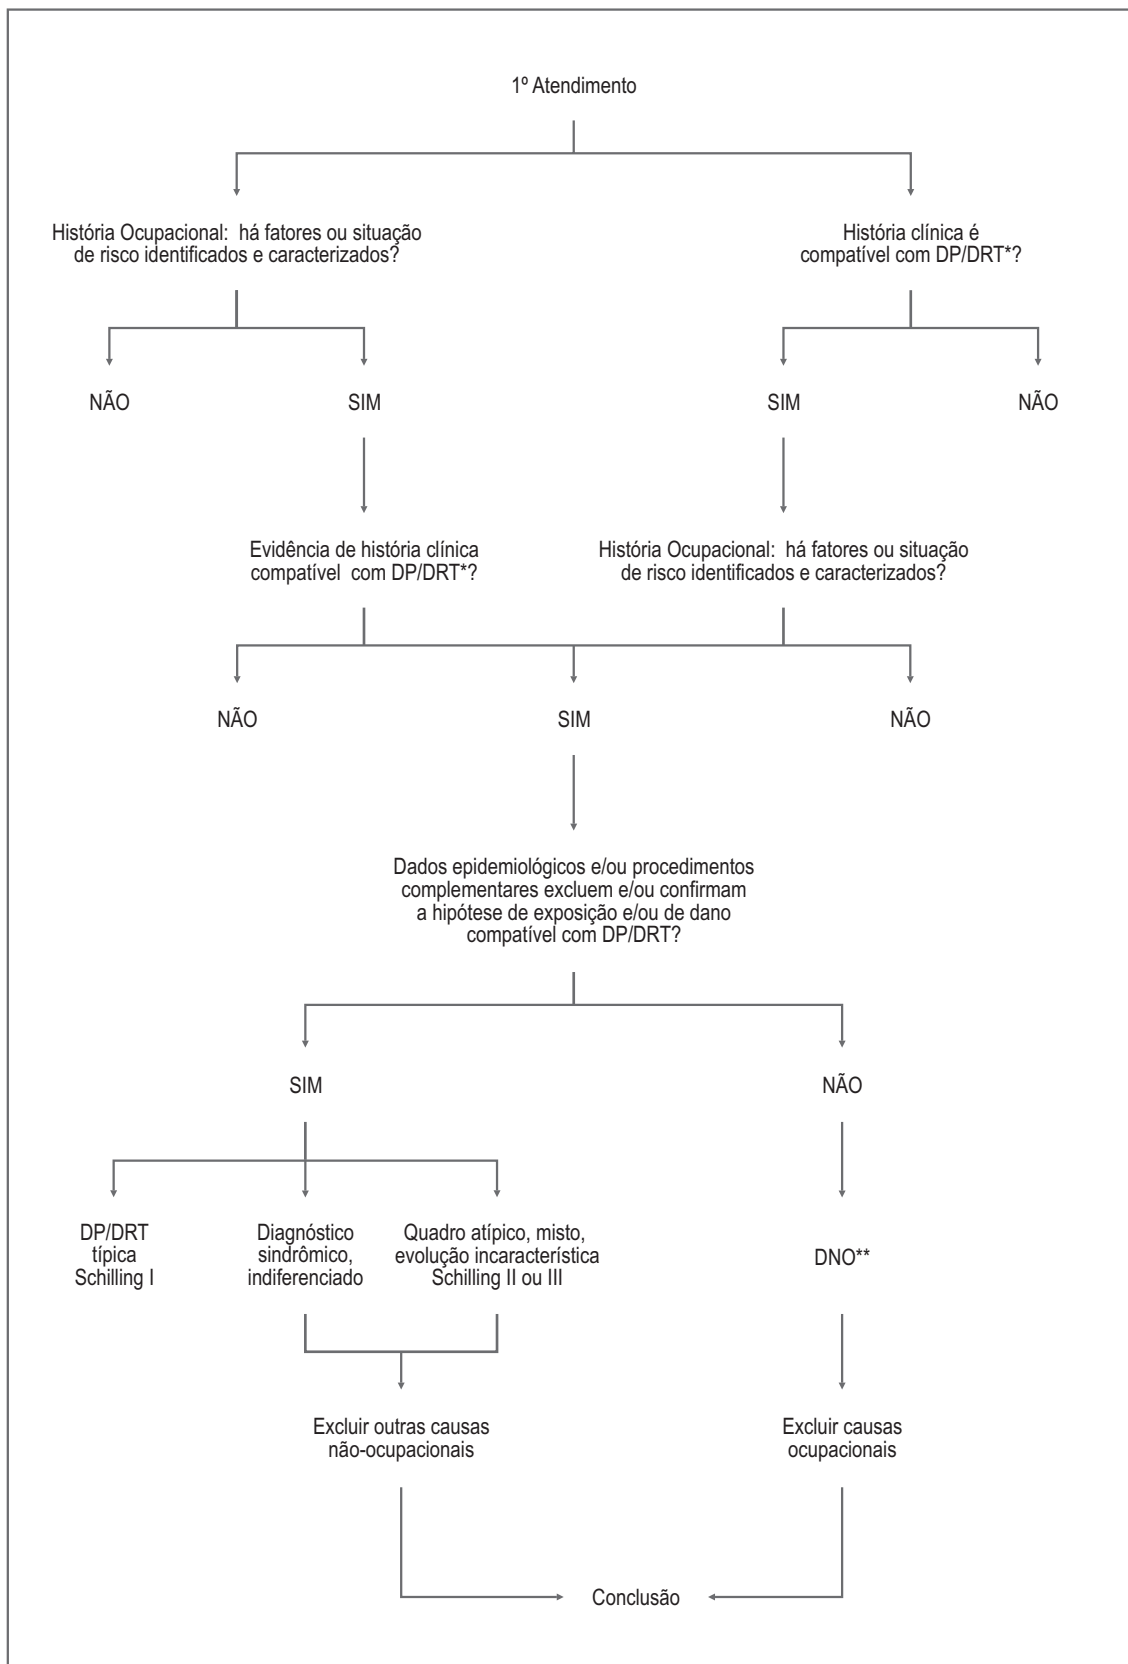 1º Atendimento
História Ocupacional: há fatores ou situação
de risco identificados e caracterizados?
História clínica é
compatível com DP/DRT*?
NÃO
SIM
SIM
NÃO
Evidência de história clínica
compatível com DP/DRT*?
História Ocupacional: há fatores ou situação
de risco identificados e caracterizados?
NÃO
SIM
NÃO
Dados epidemiológicos e/ou procedimentos
complementares excluem e/ou confirmam
a hipótese de exposição e/ou de dano
compatível com DP/DRT?
SIM
NÃO
DP/DRT
típica
Schilling I
Diagnóstico
sindrômico,
indiferenciado
Quadro atípico, misto,
evolução incaracterística
Schilling II ou III
DNO**
Excluir outras causas
não-ocupacionais
Excluir causas
ocupacionais
Conclusão